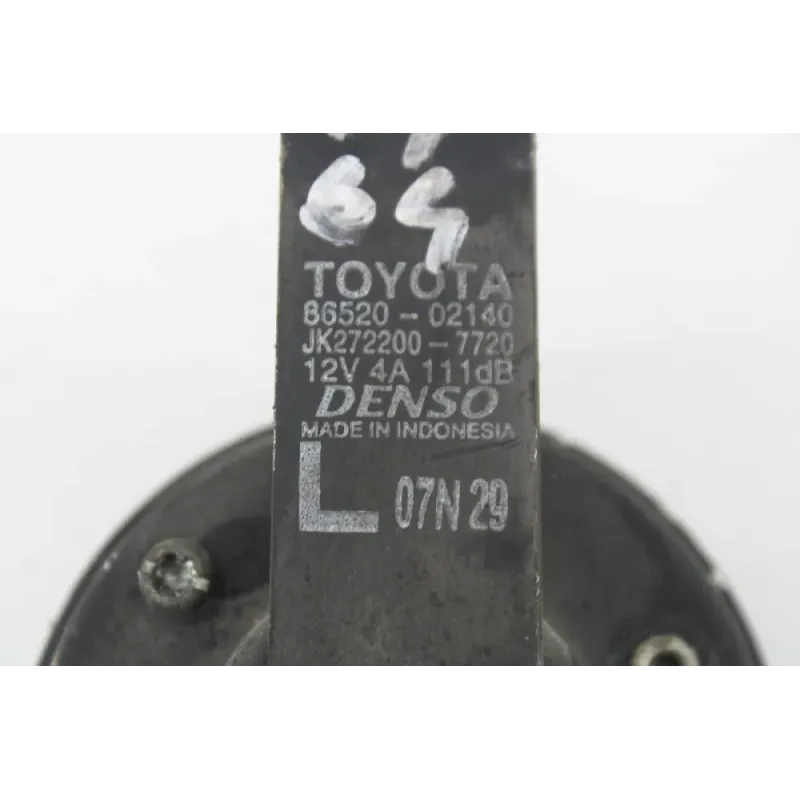 64
TOYOTA
86520-02140
JK272200-7720
12V 4A 111dB
DENSO
MADE IN INDONESIA
L 07N 29